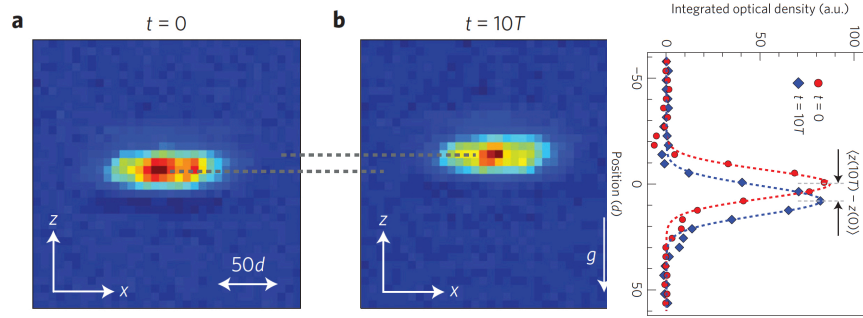 a
t = 0
z
x
50d
b
t = 10T
z
x
g
Integrated optical density (a.u.)
0
50
100
Position (d)
−50
0
50
t = 0
t = 10T
⟨z(10T) − z(0)⟩